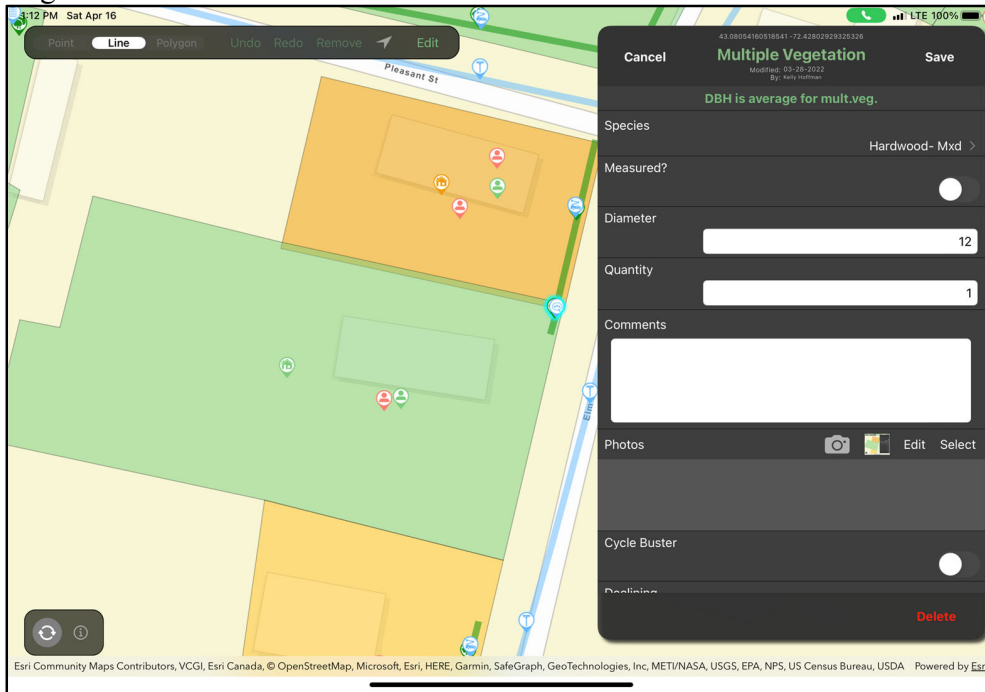 1:12 PM Sat Apr 16
LTE 100%
Point Line Polygon Undo Redo Remove Edit
Pleasant St
Elm
43.08054160518541 -72.42802929325326
Cancel Multiple Vegetation Save
Modified: 03-28-2022
By: Kelly Hoffman
DBH is average for mult.veg.
Species
Hardwood- Mxd >
Measured?
Diameter
12
Quantity
1
Comments
Photos Edit Select
Cycle Buster
Declining
Delete
Esri Community Maps Contributors, VCGI, Esri Canada, © OpenStreetMap, Microsoft, Esri, HERE, Garmin, SafeGraph, GeoTechnologies, Inc, METI/NASA, USGS, EPA, NPS, US Census Bureau, USDA Powered by Esri